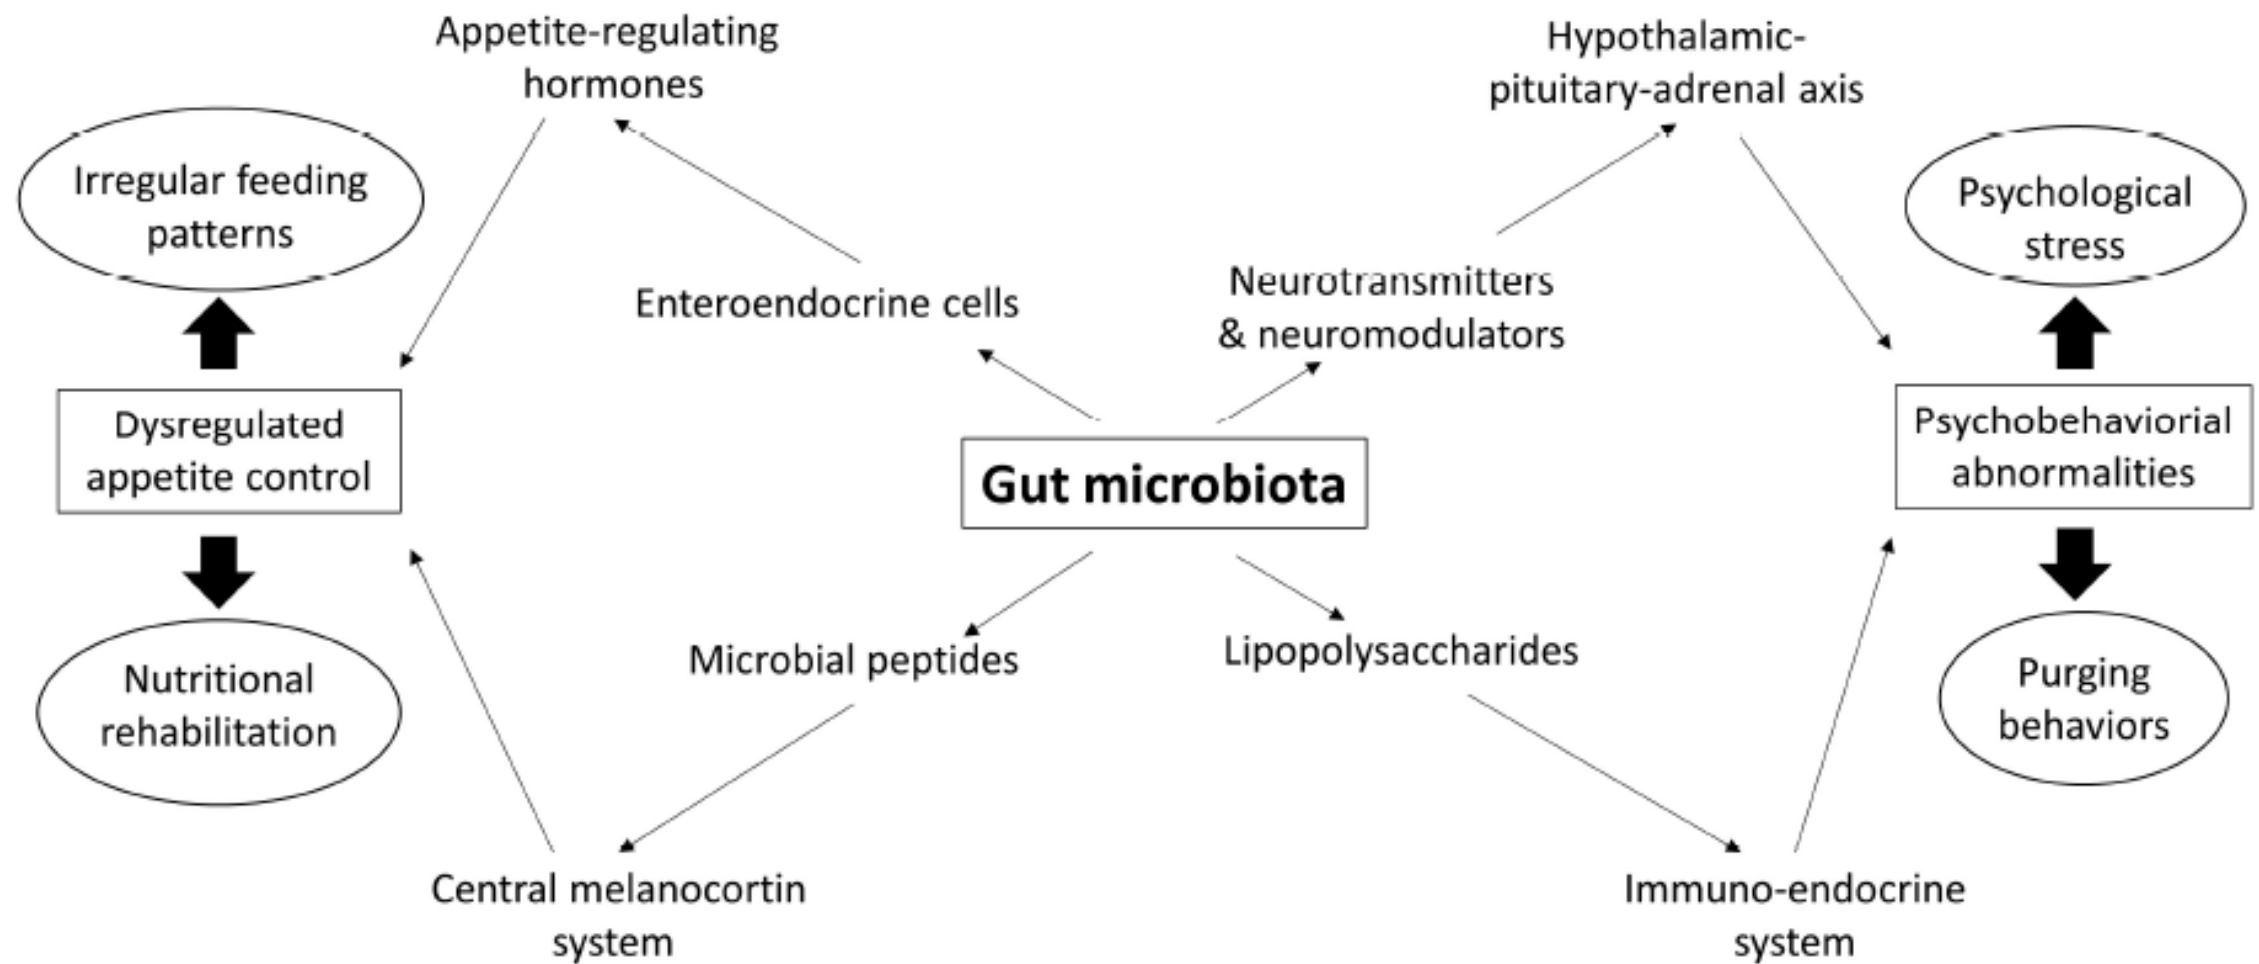 Appetite-regulating
hormones
Hypothalamic-
pituitary-adrenal axis
Irregular feeding
patterns
Psychological
stress
Enteroendocrine cells
Neurotransmitters
& neuromodulators
Dysregulated
appetite control
Gut microbiota
Psychobehaviorial
abnormalities
Nutritional
rehabilitation
Microbial peptides
Lipopolysaccharides
Purging
behaviors
Central melanocortin
system
Immuno-endocrine
system